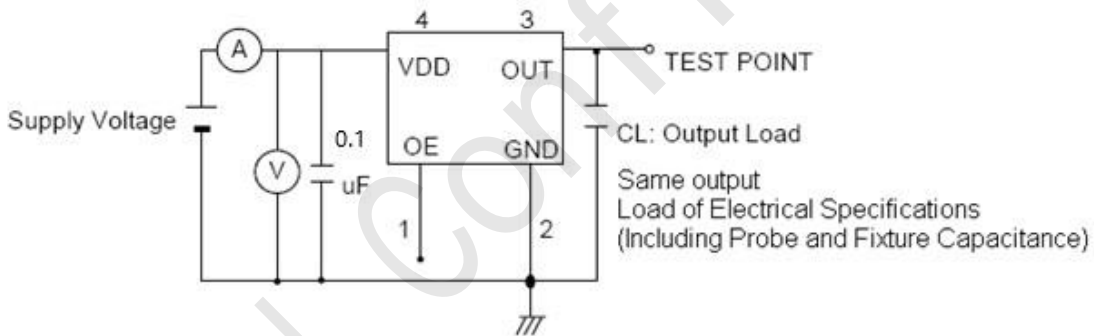 4
3
A
VDD
OUT
TEST POINT
Supply Voltage
0.1
uF
V
OE
GND
CL: Output Load
1
2
Same output
Load of Electrical Specifications
(Including Probe and Fixture Capacitance)